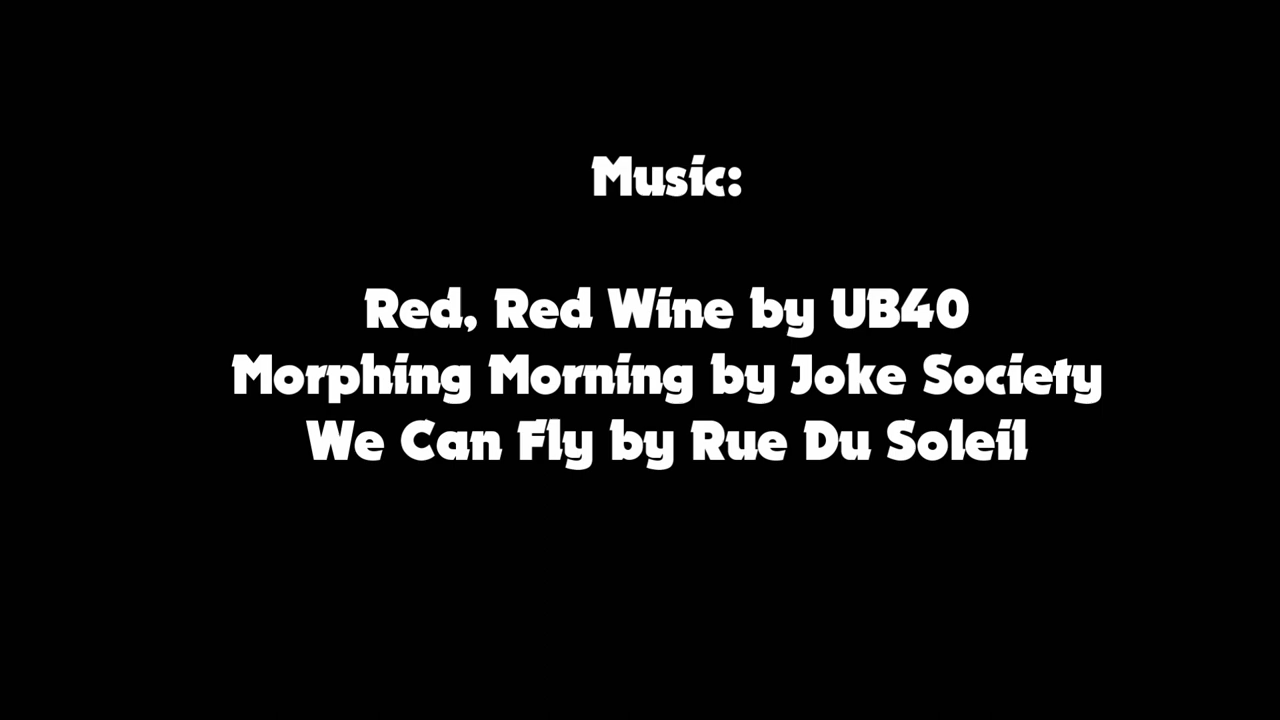 Music:
Red, Red Wine by UB40
Morphing Morning by Joke Society
We Can Fly by Rue Du Soleil